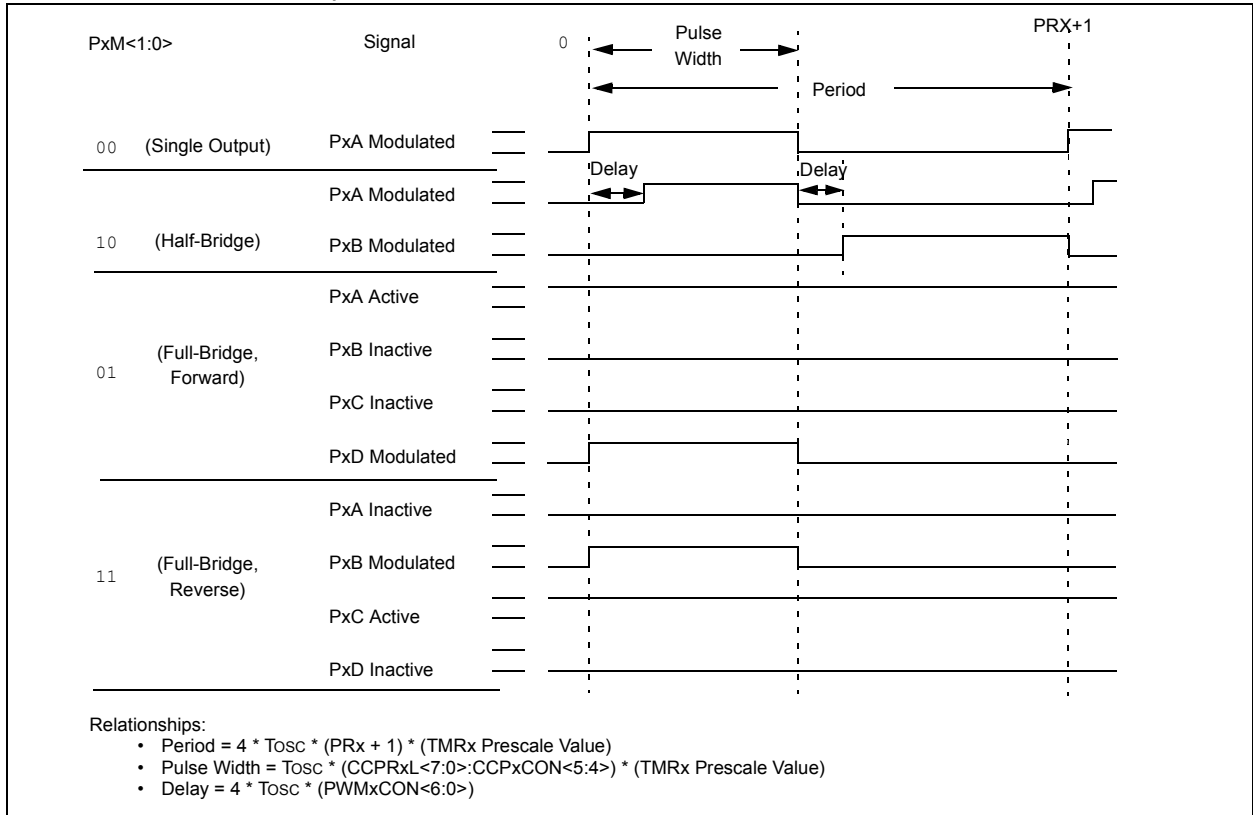 PxM<1:0> Signal 0 Pulse Width PRX+1
Period
00 (Single Output) PxA Modulated
Delay Delay
PxA Modulated
10 (Half-Bridge) PxB Modulated
PxA Active
01 (Full-Bridge, Forward) PxB Inactive
PxC Inactive
PxD Modulated
PxA Inactive
11 (Full-Bridge, Reverse) PxB Modulated
PxC Active
PxD Inactive
Relationships:
• Period = 4 * TOSC * (PRx + 1) * (TMRx Prescale Value)
• Pulse Width = TOSC * (CCPRxL<7:0>:CCPxCON<5:4>) * (TMRx Prescale Value)
• Delay = 4 * TOSC * (PWMxCON<6:0>)